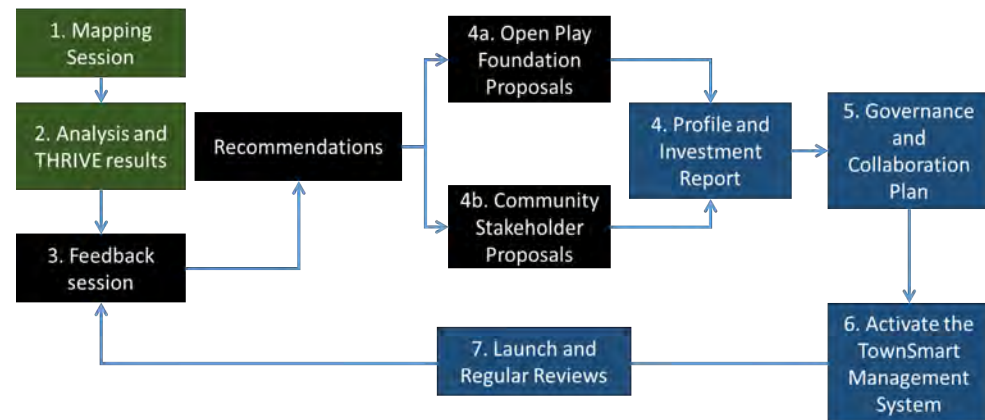 1. Mapping
Session
2. Analysis and
THRIVE results
3. Feedback
session
Recommendations
4a. Open Play
Foundation
Proposals
4b. Community
Stakeholder
Proposals
4. Profile and
Investment
Report
5. Governance
and
Collaboration
Plan
6. Activate the
TownSmart
Management
System
7. Launch and
Regular Reviews